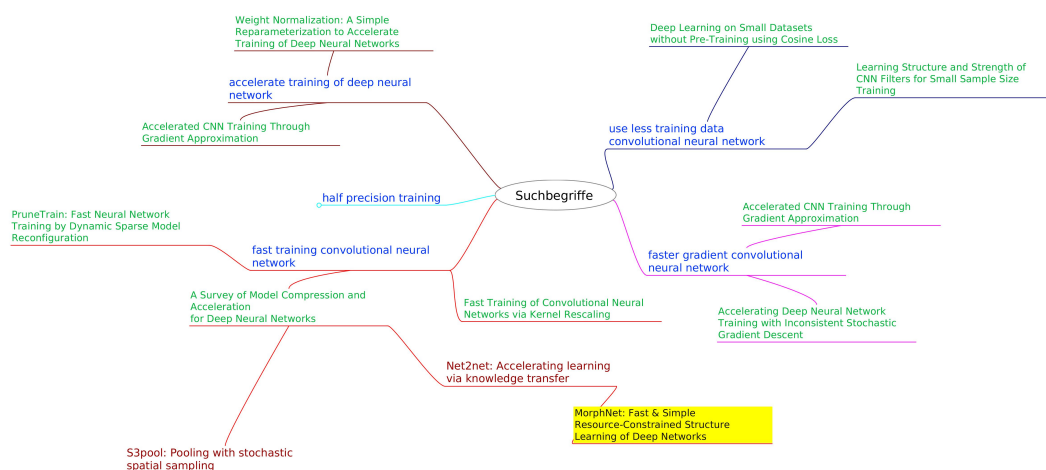 Weight Normalization: A Simple
Reparameterization to Accelerate
Training of Deep Neural Networks
accelerate training of deep neural
network
Accelerated CNN Training Through
Gradient Approximation
Deep Learning on Small Datasets
without Pre-Training using Cosine Loss
Learning Structure and Strength of
CNN Filters for Small Sample Size
Training
use less training data
convolutional neural network
Suchbegriffe
half precision training
PruneTrain: Fast Neural Network
Training by Dynamic Sparse Model
Reconfiguration
fast training convolutional neural
network
Accelerated CNN Training Through
Gradient Approximation
faster gradient convolutional
neural network
A Survey of Model Compression and
Acceleration
for Deep Neural Networks
Fast Training of Convolutional Neural
Networks via Kernel Rescaling
Accelerating Deep Neural Network
Training with Inconsistent Stochastic
Gradient Descent
Net2net: Accelerating learning
via knowledge transfer
MorphNet: Fast & Simple
Resource-Constrained Structure
Learning of Deep Networks
S3pool: Pooling with stochastic
spatial sampling